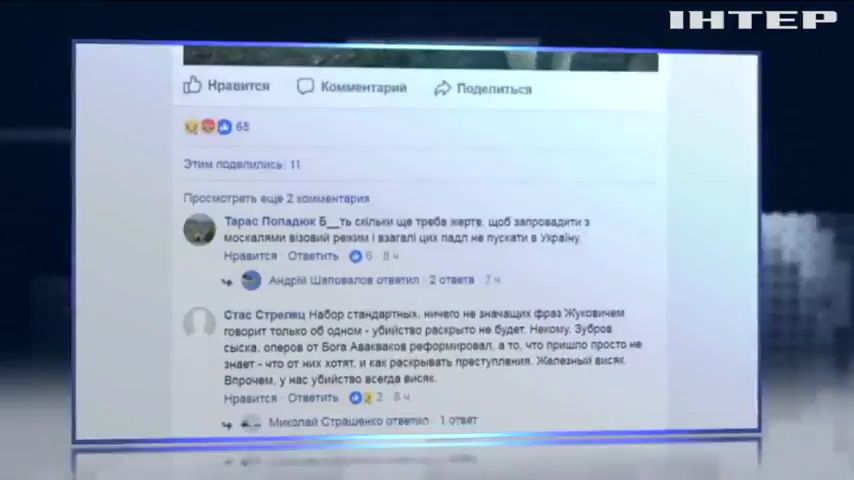 ІНТЕР
Нравится Комментарий Поделиться
68
Этим поделились: 11
Просмотреть еще 2 комментария
Тарас Попадюк Б__ть скільки ще треба жертв, щоб запровадити з
москалями візовий режим і взагалі цих падл не пускати в Україну.
Нравится · Ответить · 6 · 8 ч
Андрій Шаповалов ответил · 2 ответа 7 ч
Стас Стрелец Набор стандартных, ничего не значащих фраз Жуковичем
говорит только об одном - убийство раскрыто не будет. Некому. Зубров
сыска, оперов от Бога Авакваков реформировал, а то, что пришло просто не
знает - что от них хотят, и как раскрывать преступления. Железный висяк.
Впрочем, у нас убийство всегда висяк.
Нравится · Ответить · 2 · 8 ч
Миколай Страшенко ответил · 1 ответ